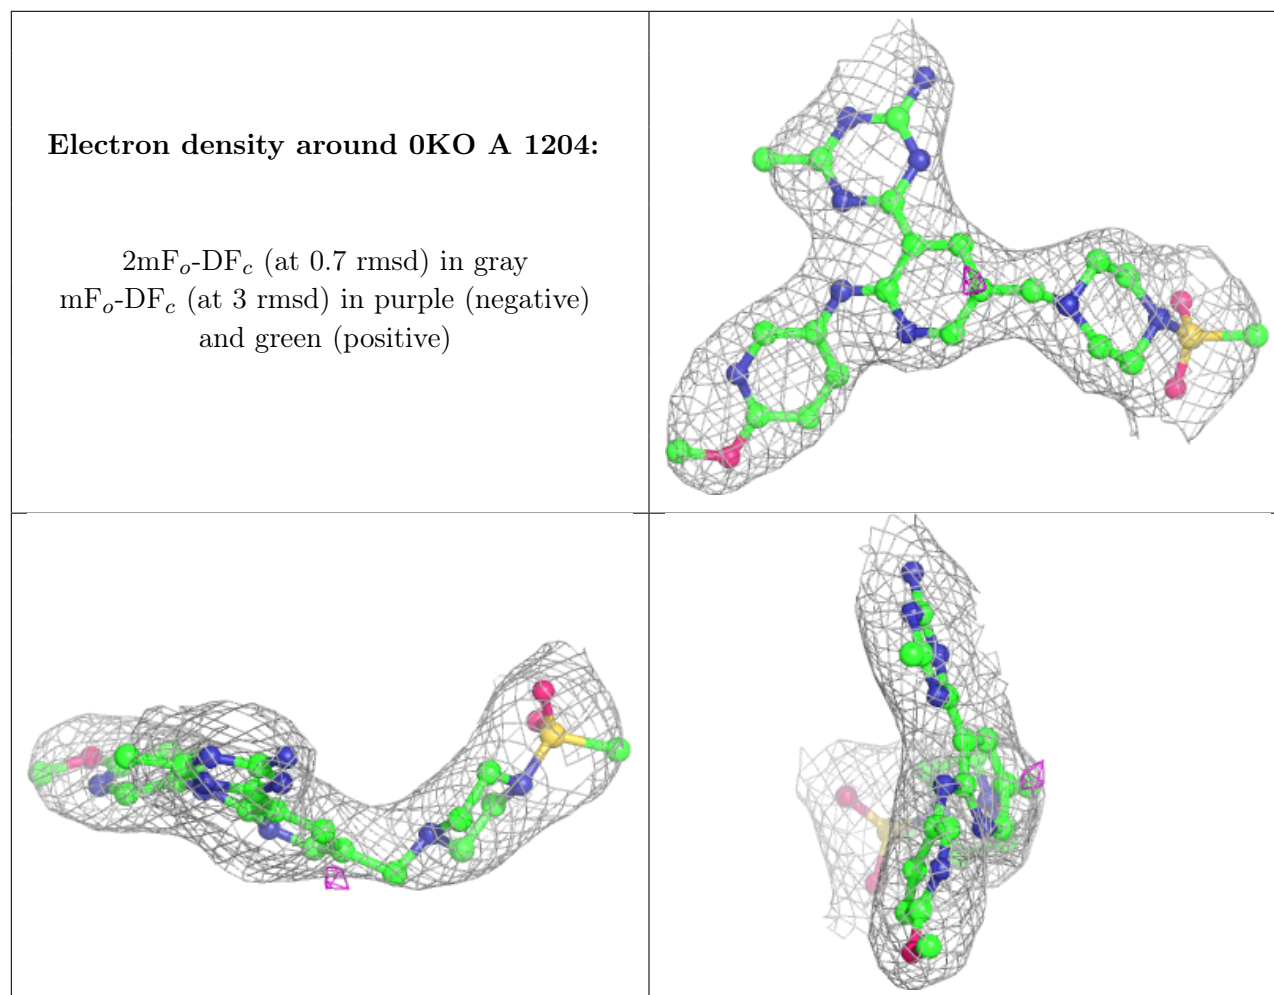 Electron density around 0KO A 1204:
2mFo-DFc (at 0.7 rmsd) in gray
mFo-DFc (at 3 rmsd) in purple (negative)
and green (positive)